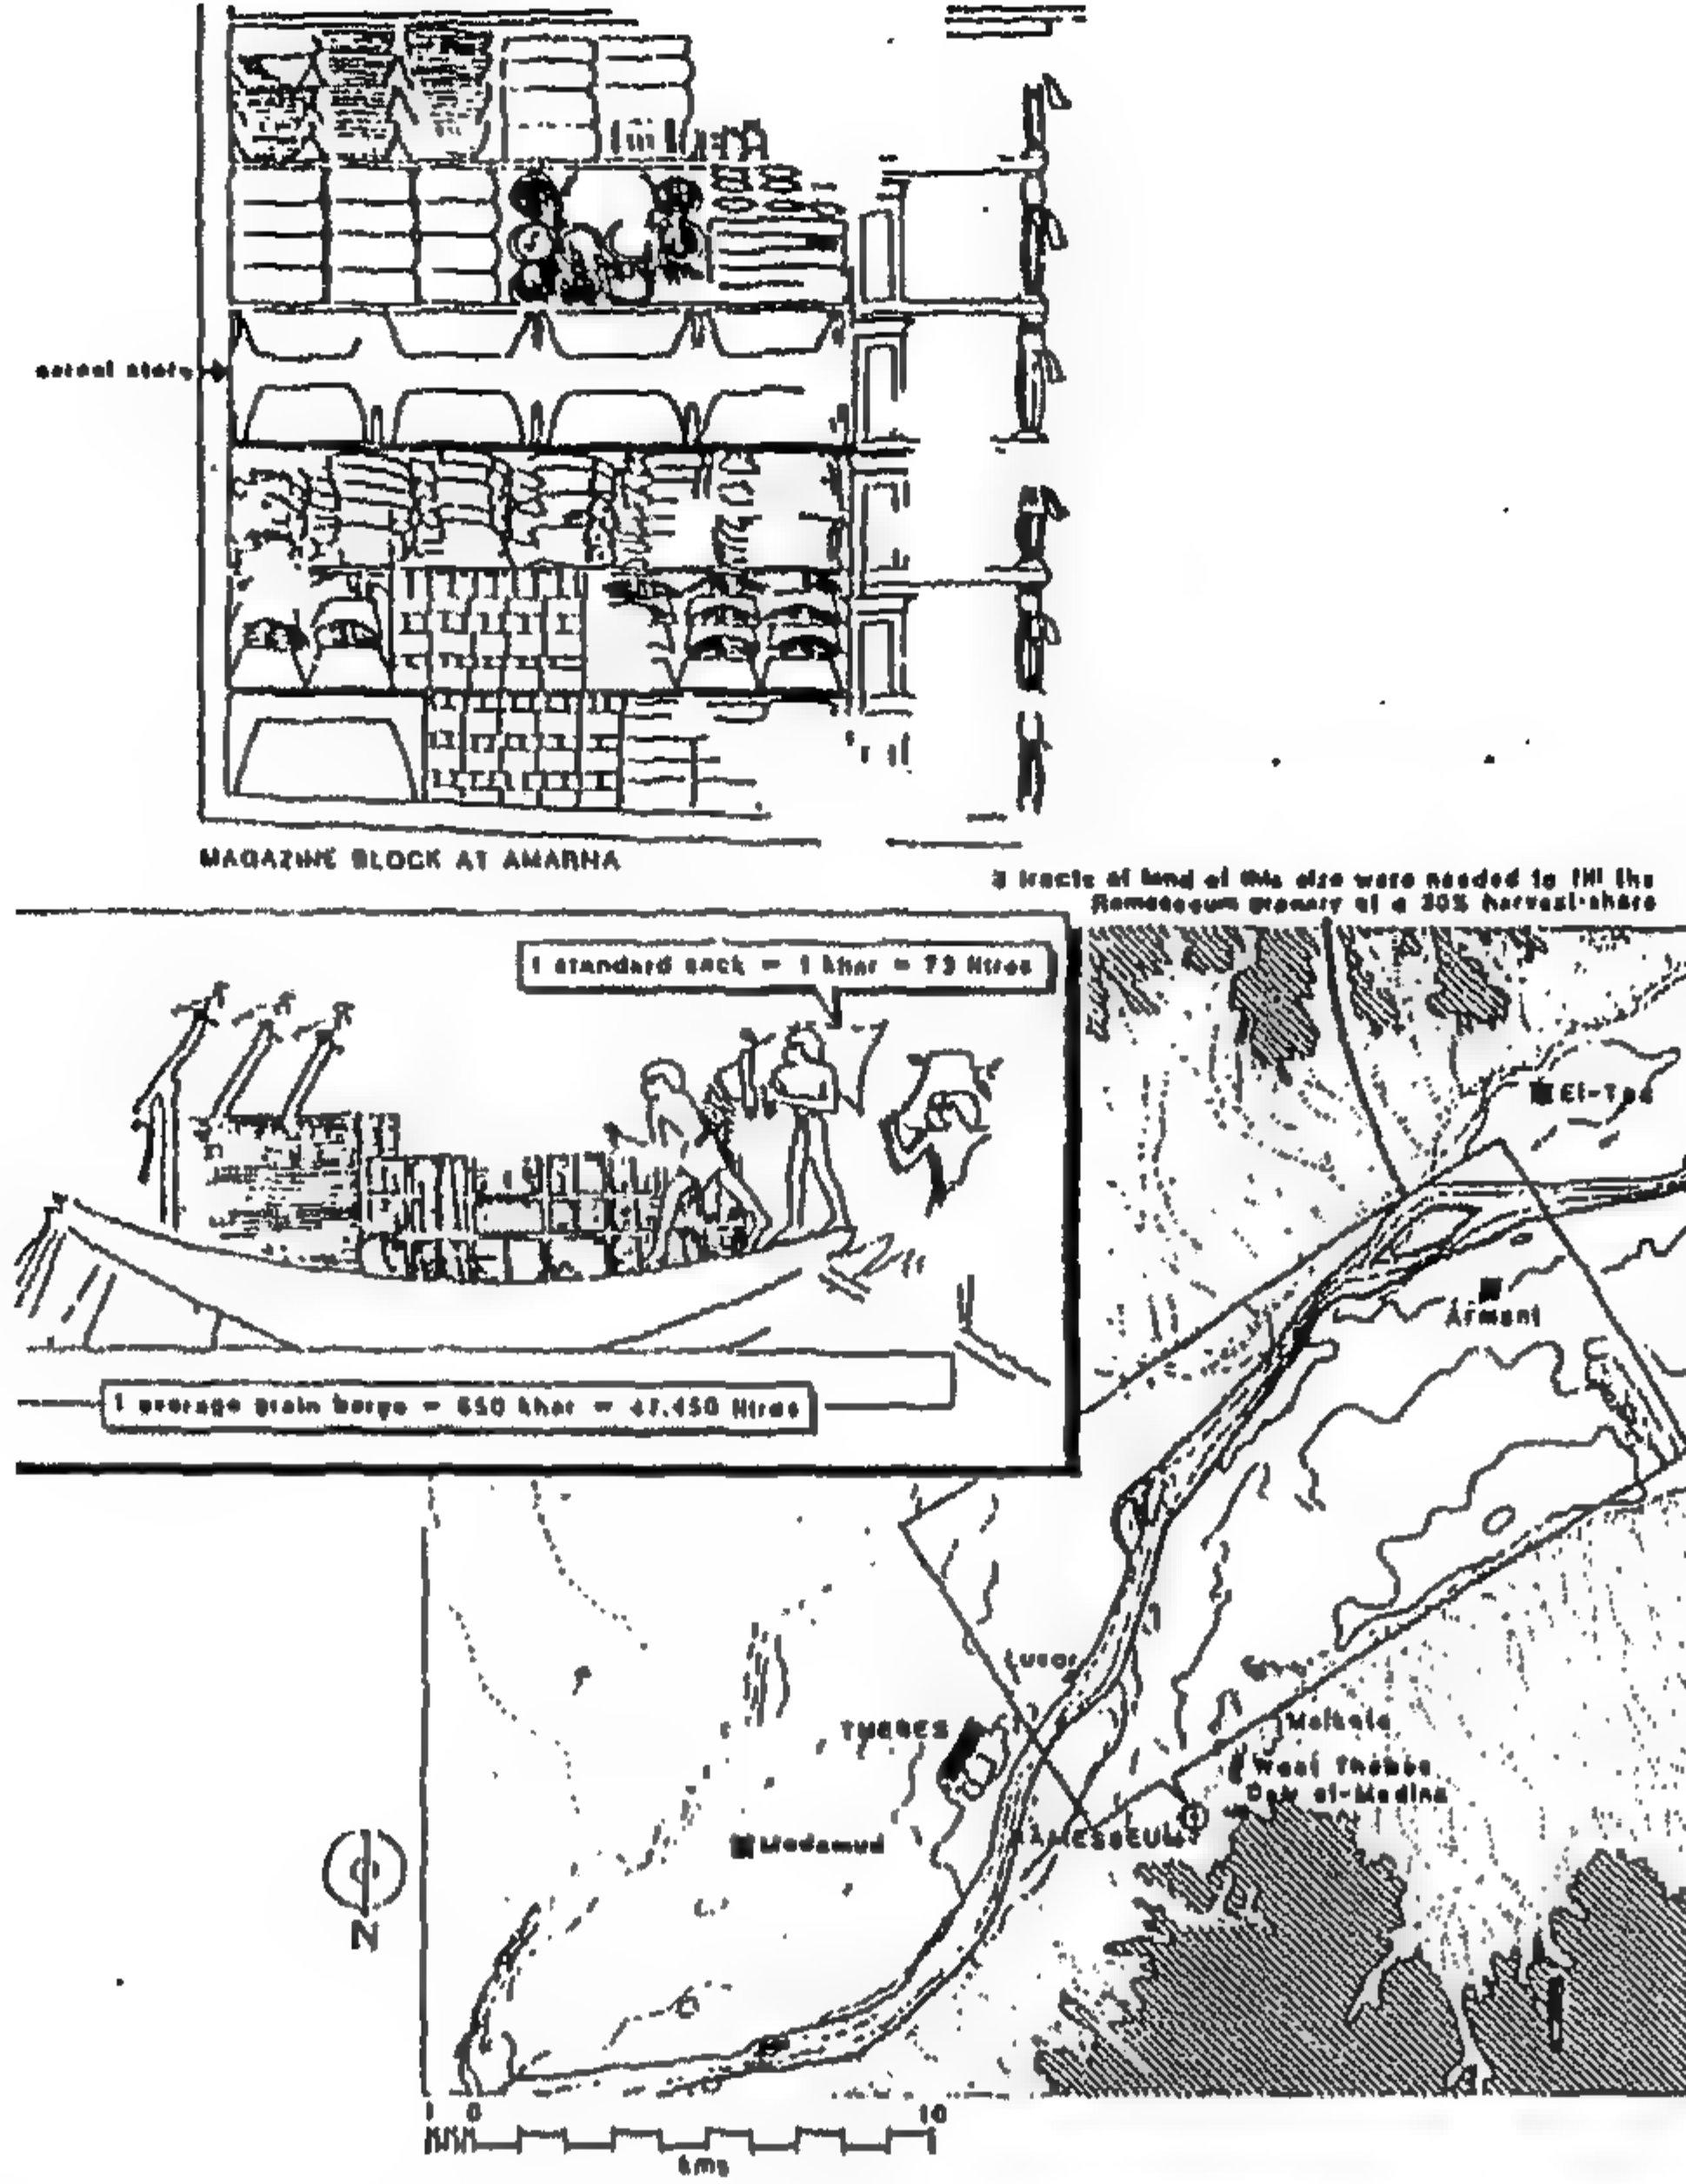 MAGAZINE BLOCK AT AMARNA
3 tracts of land of this size were needed to fill the
Ramesseum granary at a 30% harvest-share
1 standard sack = 1 khar = 73 litres
El-Tod
Armant
1 average grain barge = 650 khar = 47,450 litres
Luxor
THEBES
Malkata
West Thebes
Deir el-Medina
RAMESSEUM
Medamud
N
1 0 10
kms